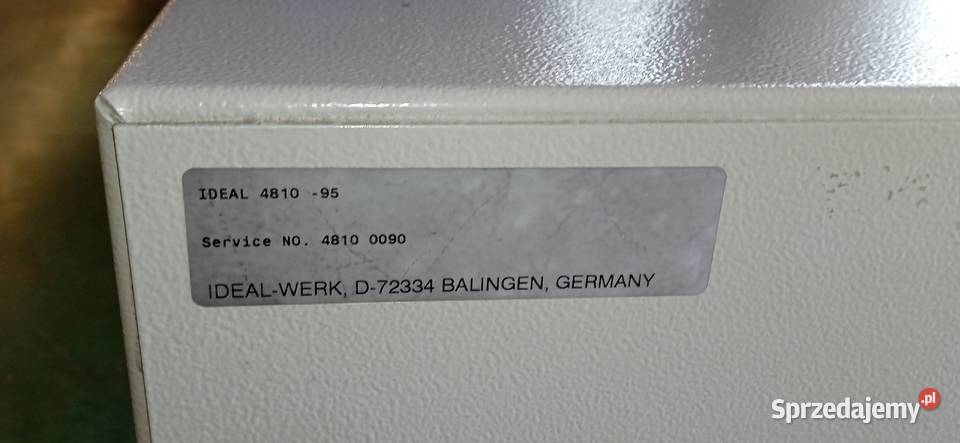 IDEAL 4810 -95
Service NO. 4810 0090
IDEAL-WERK, D-72334 BALINGEN, GERMANY
Sprzedajemy.pl